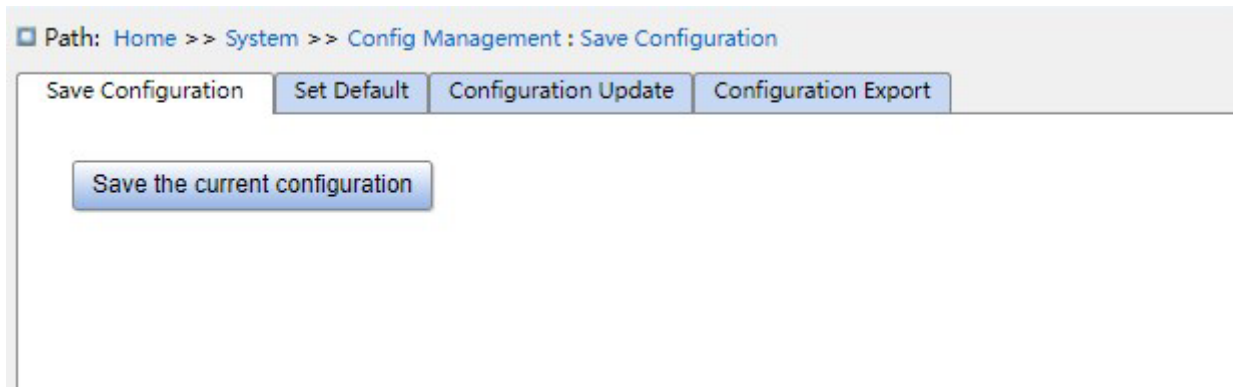 Path: Home >> System >> Config Management : Save Configuration
Save Configuration Set Default Configuration Update Configuration Export
Save the current configuration